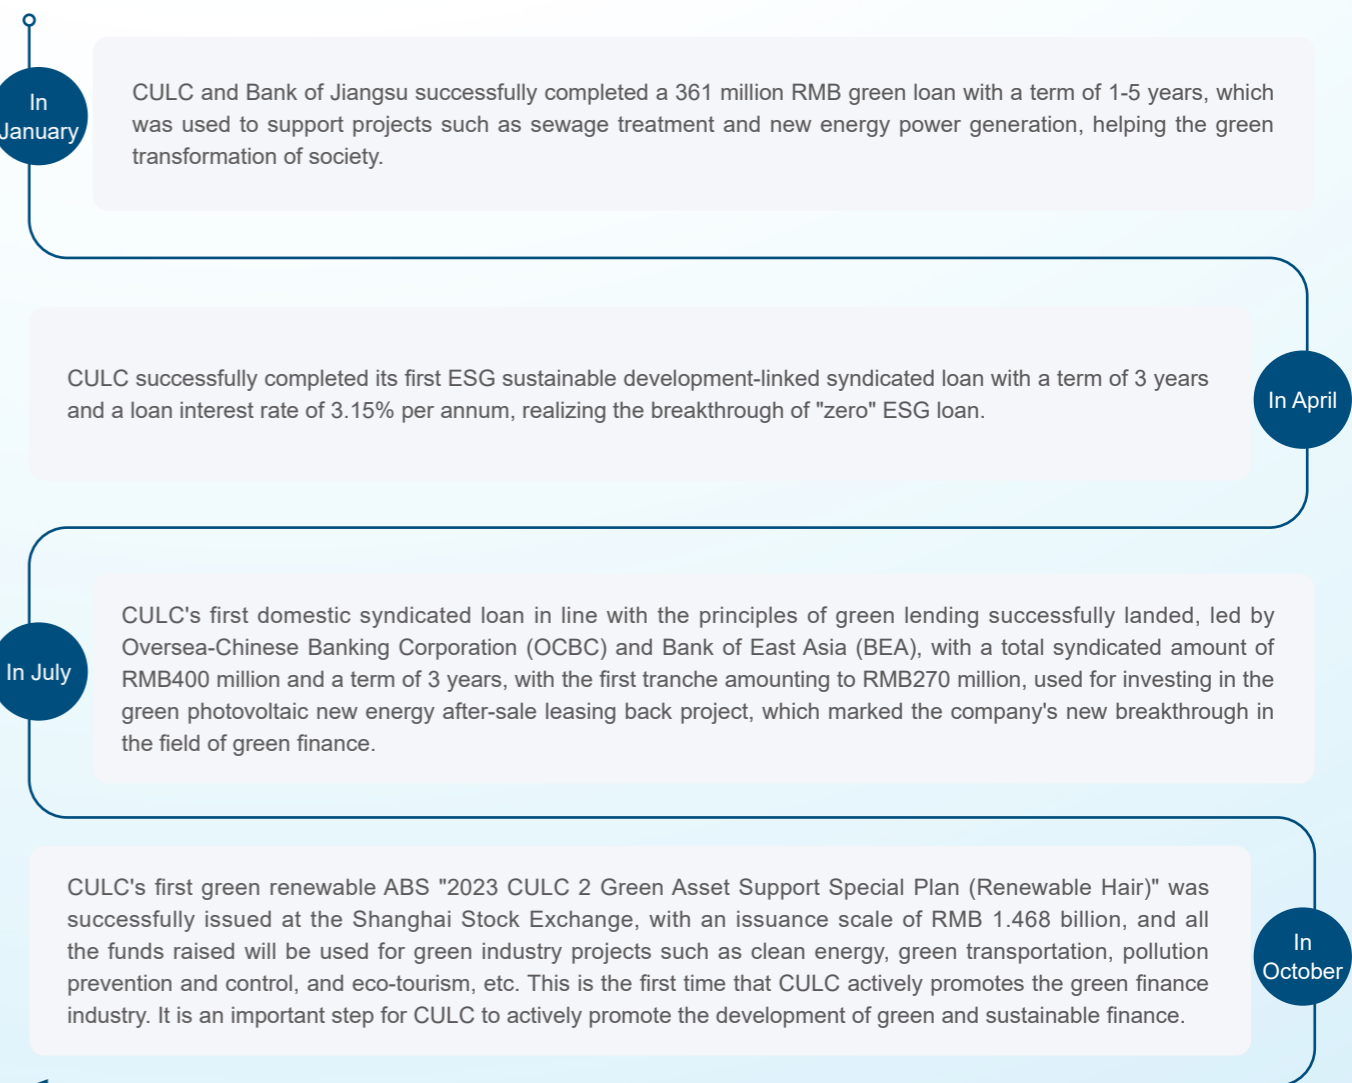 In
January
CULC and Bank of Jiangsu successfully completed a 361 million RMB green loan with a term of 1-5 years, which
was used to support projects such as sewage treatment and new energy power generation, helping the green
transformation of society.
CULC successfully completed its first ESG sustainable development-linked syndicated loan with a term of 3 years
and a loan interest rate of 3.15% per annum, realizing the breakthrough of "zero" ESG loan.
In April
CULC's first domestic syndicated loan in line with the principles of green lending successfully landed, led by
Oversea-Chinese Banking Corporation (OCBC) and Bank of East Asia (BEA), with a total syndicated amount of
RMB400 million and a term of 3 years, with the first tranche amounting to RMB270 million, used for investing in the
green photovoltaic new energy after-sale leasing back project, which marked the company's new breakthrough in
the field of green finance.
In July
CULC's first green renewable ABS "2023 CULC 2 Green Asset Support Special Plan (Renewable Hair)" was
successfully issued at the Shanghai Stock Exchange, with an issuance scale of RMB 1.468 billion, and all
the funds raised will be used for green industry projects such as clean energy, green transportation, pollution
prevention and control, and eco-tourism, etc. This is the first time that CULC actively promotes the green finance
industry. It is an important step for CULC to actively promote the development of green and sustainable finance.
In
October